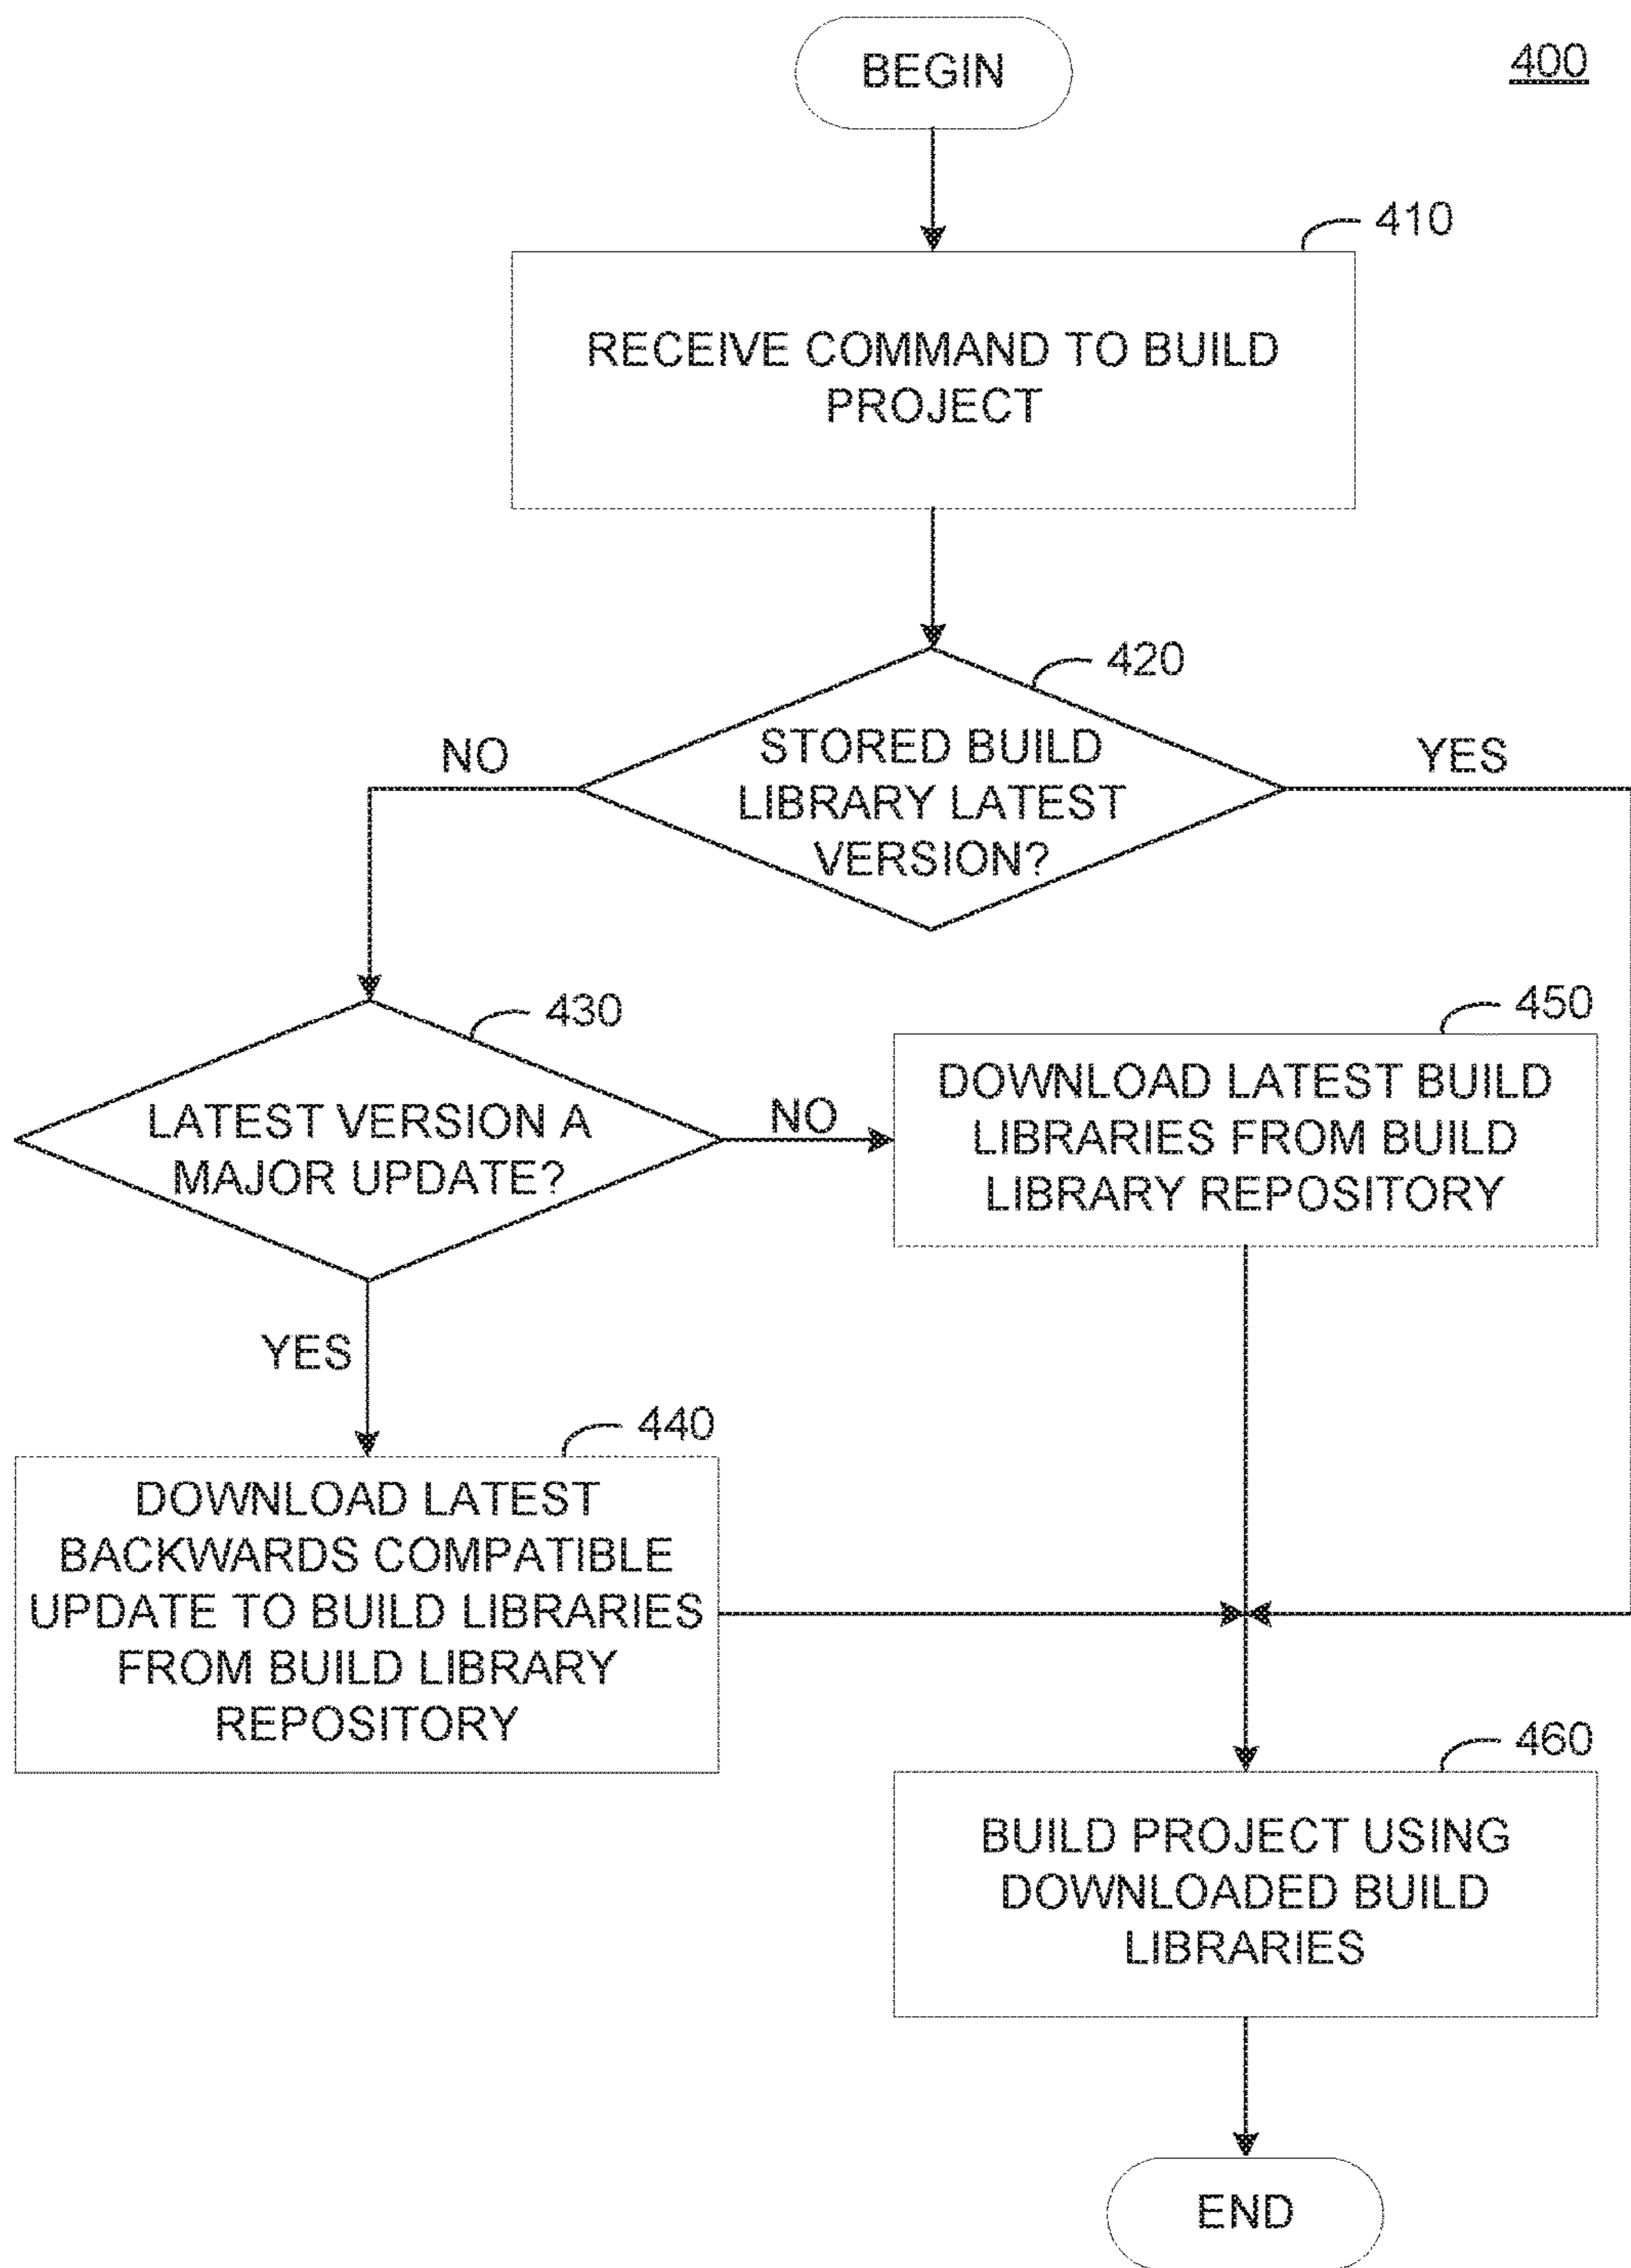 BEGIN
400
410
RECEIVE COMMAND TO BUILD
PROJECT
420
STORED BUILD
LIBRARY LATEST
VERSION?
NO
YES
430
LATEST VERSION A
MAJOR UPDATE?
NO
YES
450
DOWNLOAD LATEST BUILD
LIBRARIES FROM BUILD
LIBRARY REPOSITORY
440
DOWNLOAD LATEST
BACKWARDS COMPATIBLE
UPDATE TO BUILD LIBRARIES
FROM BUILD LIBRARY
REPOSITORY
460
BUILD PROJECT USING
DOWNLOADED BUILD
LIBRARIES
END